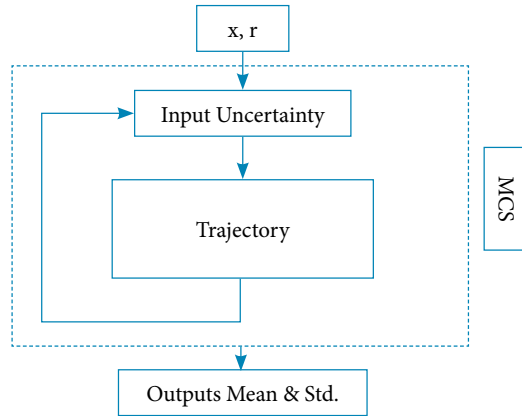 x, r
Input Uncertainty
MCS
Trajectory
Outputs Mean & Std.